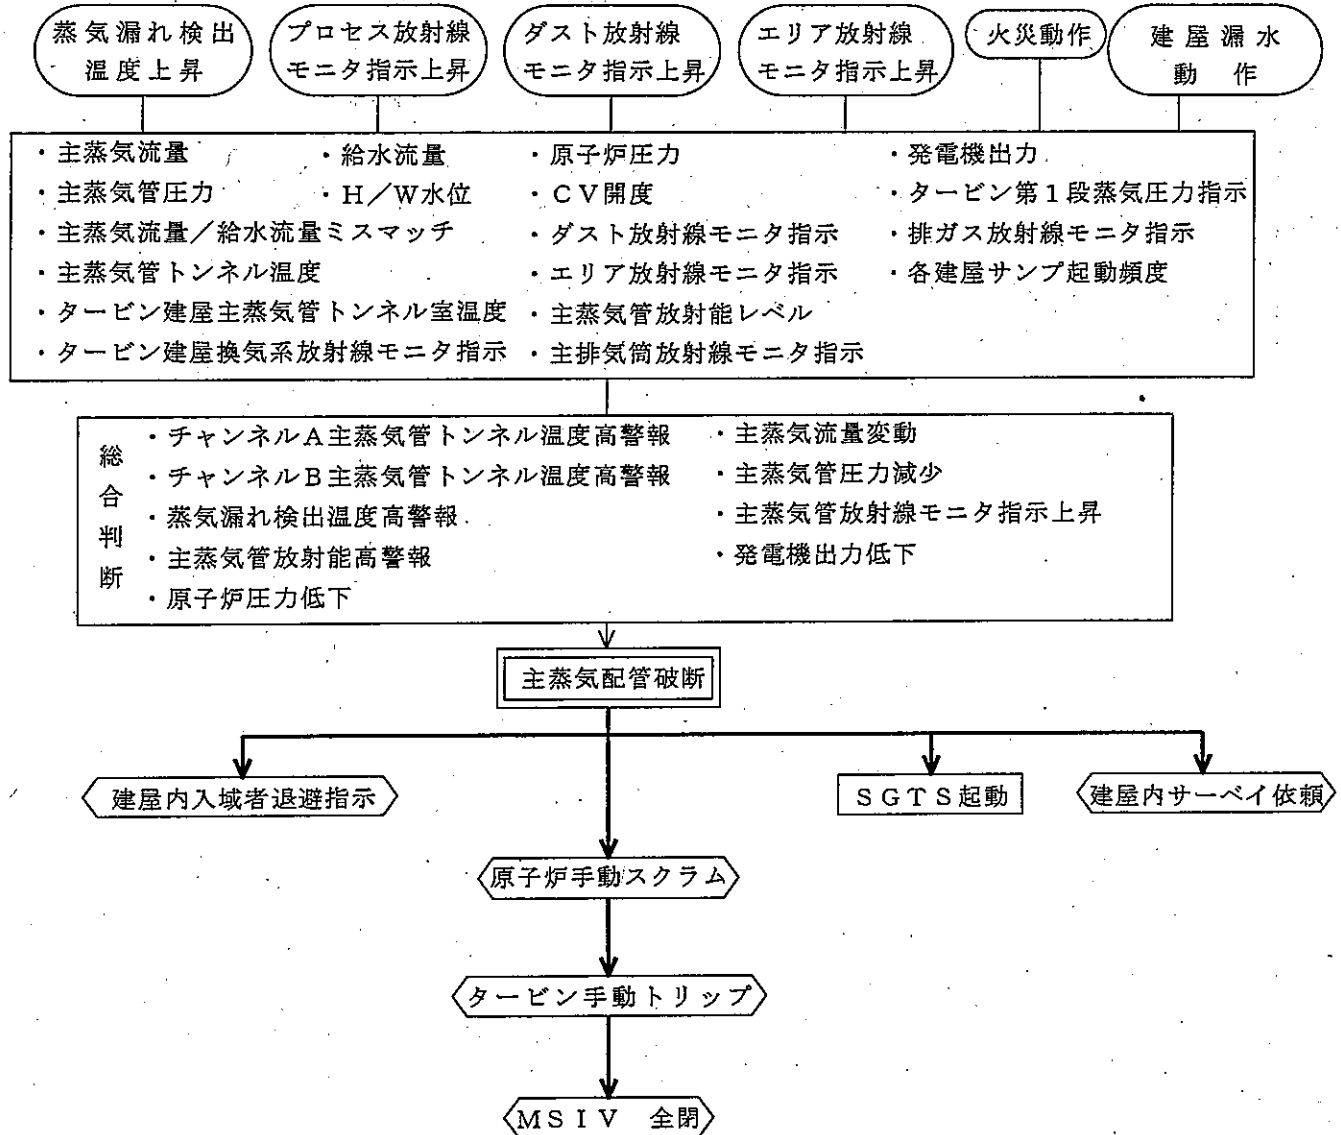 蒸気漏れ検出
温度上昇
プロセス放射線
モニタ指示上昇
ダスト放射線
モニタ指示上昇
エリア放射線
モニタ指示上昇
火災動作
建屋漏水
動　作
・主蒸気流量
・給水流量
・原子炉圧力
・発電機出力
・主蒸気管圧力
・H／W水位
・CV開度
・タービン第1段蒸気圧力指示
・主蒸気流量／給水流量ミスマッチ
・ダスト放射線モニタ指示
・排ガス放射線モニタ指示
・主蒸気管トンネル温度
・エリア放射線モニタ指示
・各建屋サンプ起動頻度
・タービン建屋主蒸気管トンネル室温度
・主蒸気管放射能レベル
・タービン建屋換気系放射線モニタ指示
・主排気筒放射線モニタ指示
総合判断
・チャンネルA主蒸気管トンネル温度高警報
・主蒸気流量変動
・チャンネルB主蒸気管トンネル温度高警報
・主蒸気管圧力減少
・蒸気漏れ検出温度高警報
・主蒸気管放射線モニタ指示上昇
・主蒸気管放射能高警報
・発電機出力低下
・原子炉圧力低下
主蒸気配管破断
建屋内入域者退避指示
SGTS起動
建屋内サーベイ依頼
原子炉手動スクラム
タービン手動トリップ
MSIV　全閉